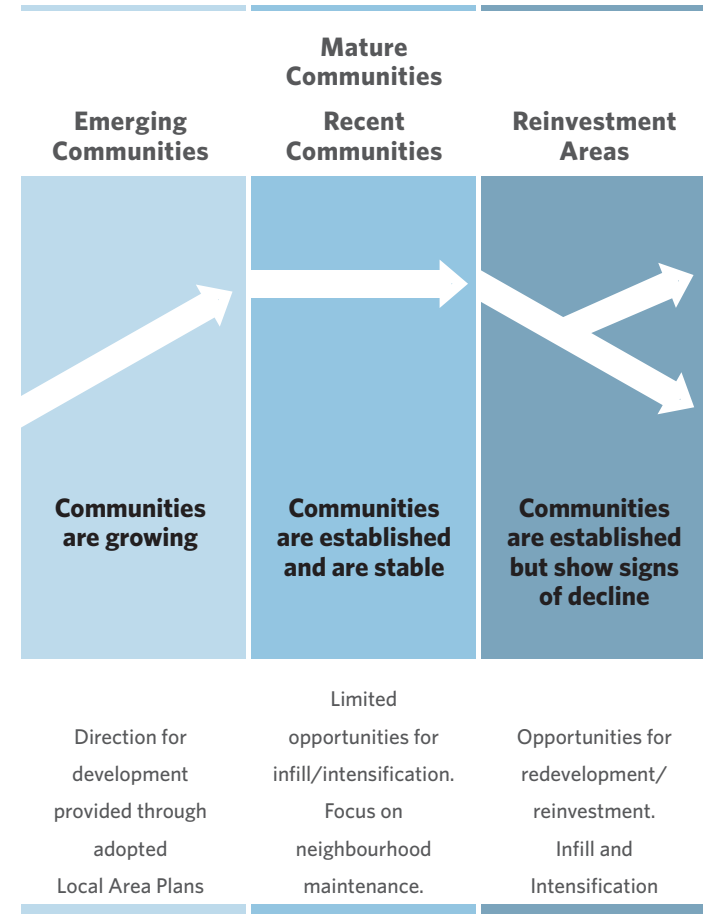 Emerging
Communities
Mature
Communities
Recent
Communities
Reinvestment
Areas
Communities
are growing
Communities
are established
and are stable
Communities
are established
but show signs
of decline
Direction for
development
provided through
adopted
Local Area Plans
Limited
opportunities for
infill/intensification.
Focus on
neighbourhood
maintenance.
Opportunities for
redevelopment/
reinvestment.
Infill and
Intensification